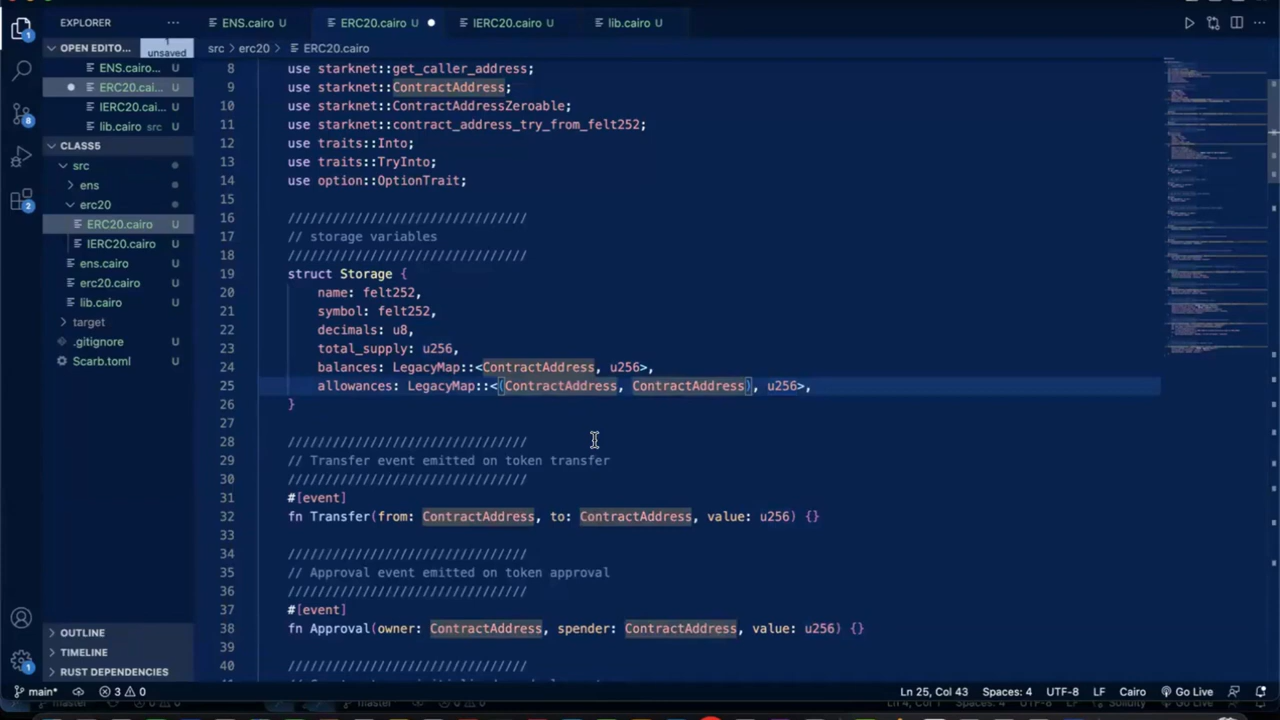 ENS.cairo U
ERC20.cairo U
IERC20.cairo U
lib.cairo U
EXPLORER
OPEN EDITO...
1 unsaved
ENS.cairo... U
ERC20.cai... U
IERC20.cai... U
lib.cairo src U
CLASS5
src
ens
erc20
ERC20.cairo U
IERC20.cairo U
ens.cairo U
erc20.cairo U
lib.cairo U
target
.gitignore U
Scarb.toml U
OUTLINE
TIMELINE
RUST DEPENDENCIES
1
8
2
1
src > erc20 > ERC20.cairo
8 use starknet::get_caller_address;
9 use starknet::ContractAddress;
10 use starknet::ContractAddressZeroable;
11 use starknet::contract_address_try_from_felt252;
12 use traits::Into;
13 use traits::TryInto;
14 use option::OptionTrait;
15
16 ////////////////////////////////
17 // storage variables
18 ////////////////////////////////
19 struct Storage {
20 name: felt252,
21 symbol: felt252,
22 decimals: u8,
23 total_supply: u256,
24 balances: LegacyMap::<ContractAddress, u256>,
25 allowances: LegacyMap::<(ContractAddress, ContractAddress), u256>,
26 }
27
28 ////////////////////////////////
29 // Transfer event emitted on token transfer
30 ////////////////////////////////
31 #[event]
32 fn Transfer(from: ContractAddress, to: ContractAddress, value: u256) {}
33
34 ////////////////////////////////
35 // Approval event emitted on token approval
36 ////////////////////////////////
37 #[event]
38 fn Approval(owner: ContractAddress, spender: ContractAddress, value: u256) {}
39
40 ////////////////////////////////
main* 3 0 Ln 25, Col 43 Spaces: 4 UTF-8 LF Cairo Go Live